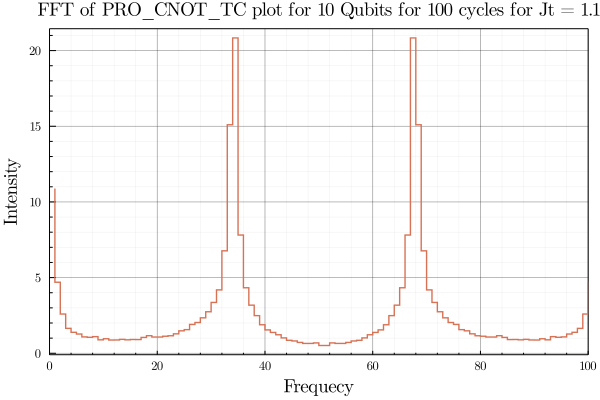 FFT of PRO_CNOT_TC plot for 10 Qubits for 100 cycles for Jt = 1.1
20
15
10
5
0
Intensity
0 20 40 60 80 100
Frequecy